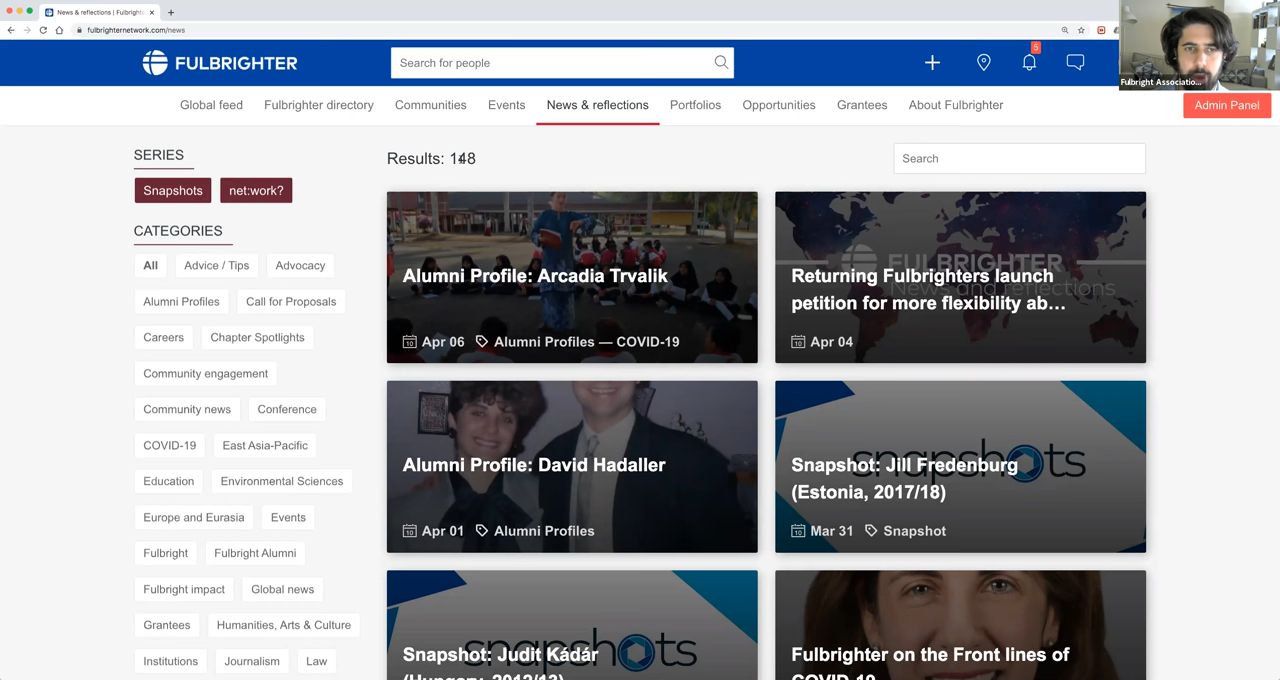 News & reflections | Fulbright
fulbrighternetwork.com/news
FULBRIGHTER
Search for people
5
Fulbright Associatio...
Global feed
Fulbrighter directory
Communities
Events
News & reflections
Portfolios
Opportunities
Grantees
About Fulbrighter
Admin Panel
SERIES
Snapshots
net:work?
CATEGORIES
All
Advice / Tips
Advocacy
Alumni Profiles
Call for Proposals
Careers
Chapter Spotlights
Community engagement
Community news
Conference
COVID-19
East Asia-Pacific
Education
Environmental Sciences
Europe and Eurasia
Events
Fulbright
Fulbright Alumni
Fulbright impact
Global news
Grantees
Humanities, Arts & Culture
Institutions
Journalism
Law
Results: 148
Search
Alumni Profile: Arcadia Trvalik
Apr 06
Alumni Profiles — COVID-19
FULBRIGHTER
News and reflections
Returning Fulbrighters launch
petition for more flexibility ab...
Apr 04
Alumni Profile: David Hadaller
Apr 01
Alumni Profiles
snapshots
Snapshot: Jill Fredenburg
(Estonia, 2017/18)
Mar 31
Snapshot
snapshots
Snapshot: Judit Kádár
(Hungary, 2012/13)
Fulbrighter on the Front lines of
COVID-19